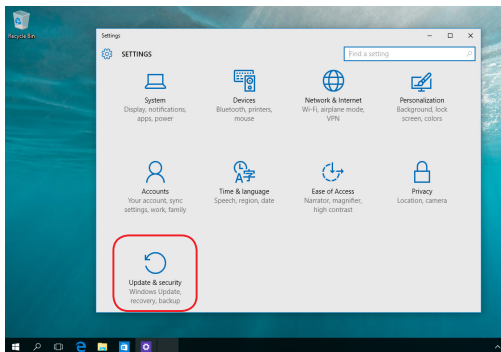 Recycle Bin
Settings
SETTINGS
Find a setting
System
Display, notifications,
apps, power
Devices
Bluetooth, printers,
mouse
Network & Internet
Wi-Fi, airplane mode,
VPN
Personalization
Background, lock
screen, colors
Accounts
Your account, sync
settings, work, family
Time & language
Speech, region, date
Ease of Access
Narrator, magnifier,
high contrast
Privacy
Location, camera
Update & security
Windows Update,
recovery, backup